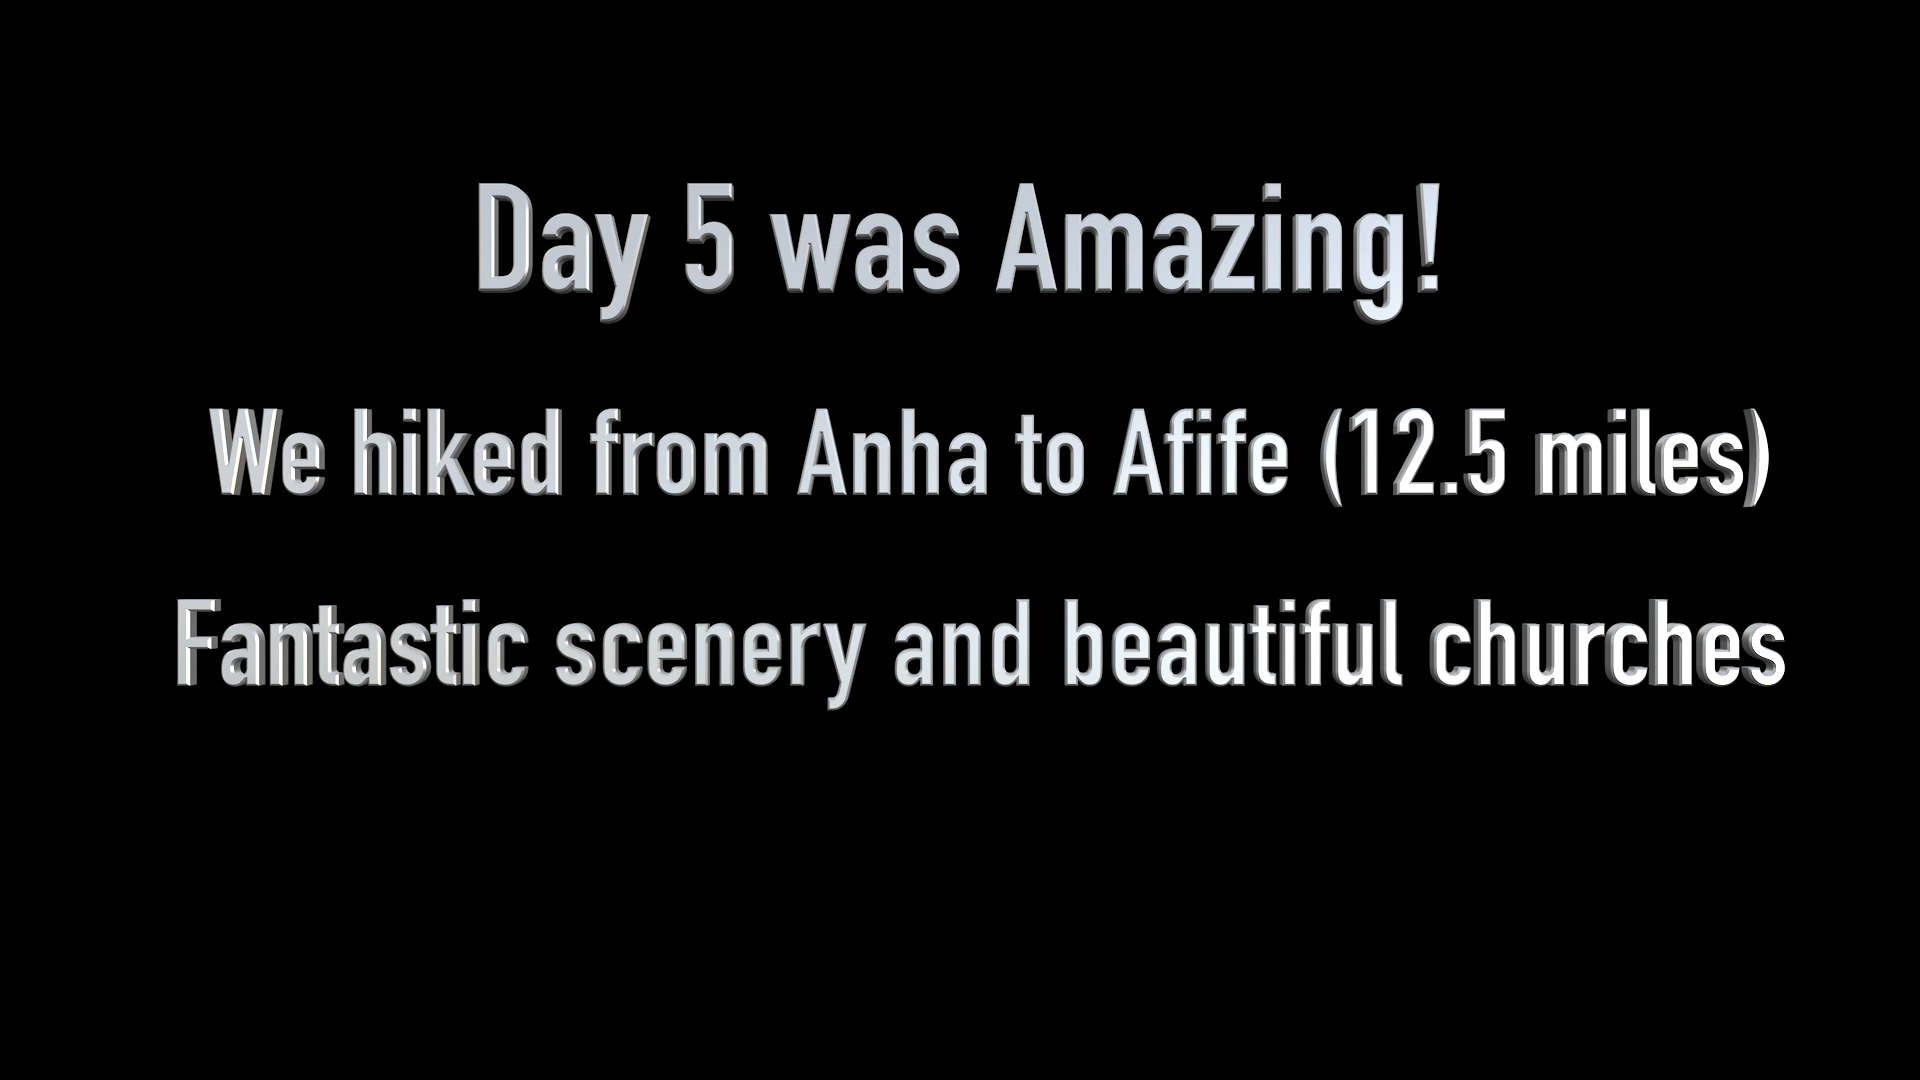 Day 5 was Amazing!
We hiked from Anha to Afife (12.5 miles)
Fantastic scenery and beautiful churches